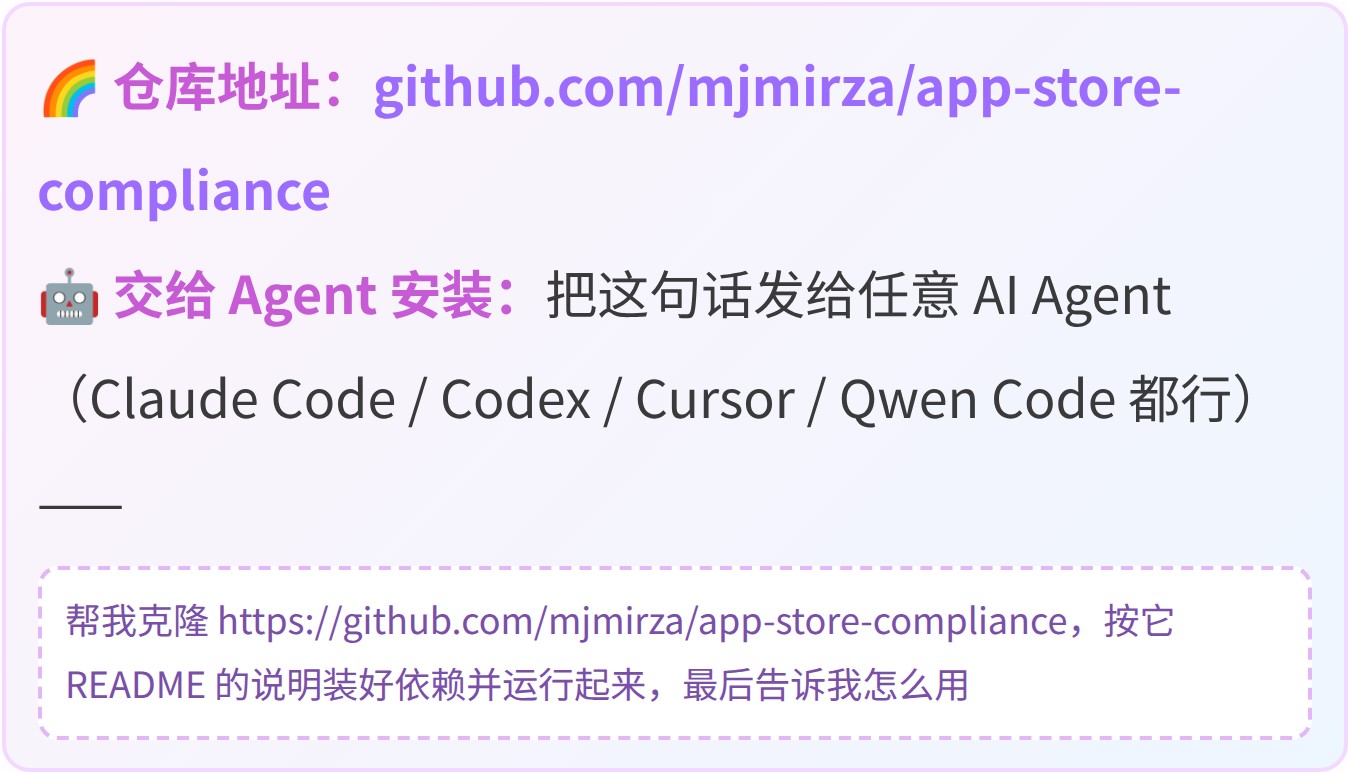 🌈 仓库地址：github.com/mjmirza/app-store-
compliance
🤖 交给 Agent 安装：把这句话发给任意 AI Agent
（Claude Code / Codex / Cursor / Qwen Code 都行）
——
帮我克隆 https://github.com/mjmirza/app-store-compliance，按它
README 的说明装好依赖并运行起来，最后告诉我怎么用